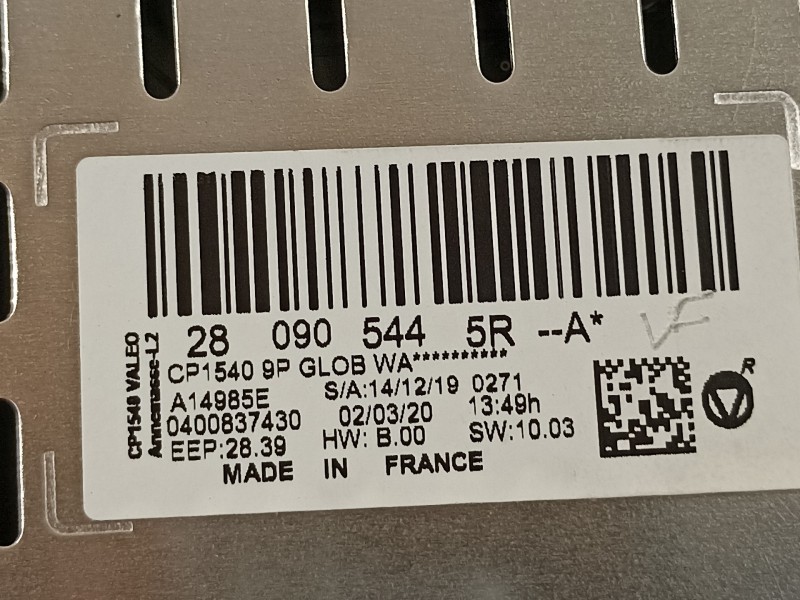 CP1540 VALEO
Annemasse-L2
28 090 544 5R --A*
CP1540 9P GLOB WA**********
A14985E S/A:14/12/19 0271
0400837430 02/03/20 13:49h
EEP:28.39 HW: B.00 SW:10.03
MADE IN FRANCE
VF
R